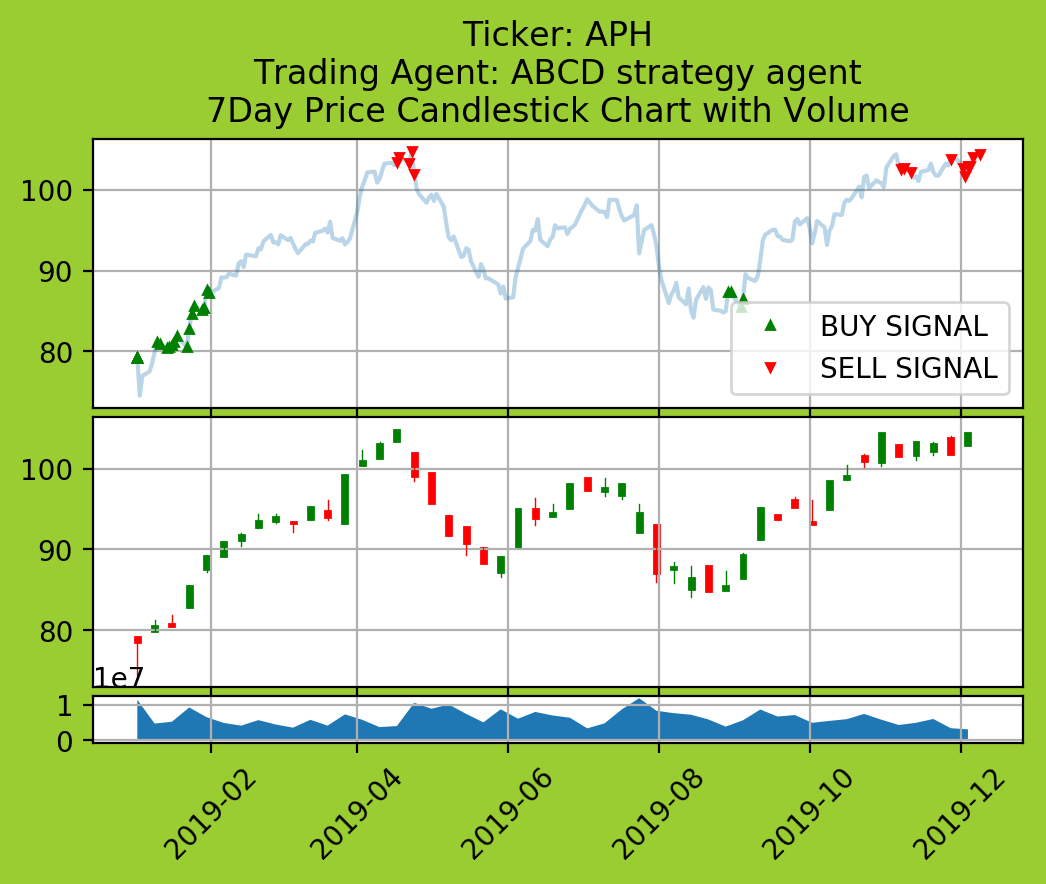 Ticker: APH
Trading Agent: ABCD strategy agent
7Day Price Candlestick Chart with Volume
100
90
80
BUY SIGNAL
SELL SIGNAL
100
90
80
1e7
1
0
2019-02
2019-04
2019-06
2019-08
2019-10
2019-12